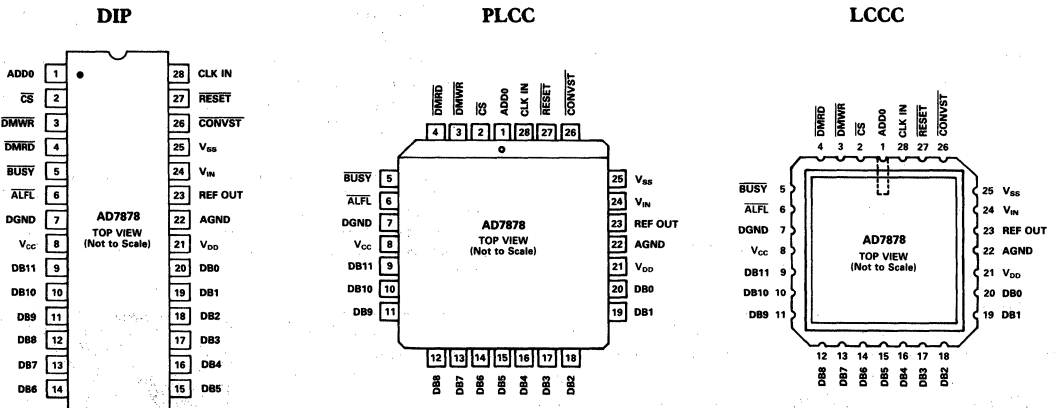 DIP
ADD0 1 28 CLK IN
CS 2 27 RESET
DMWR 3 26 CONVST
DMRD 4 25 VSS
BUSY 5 24 VIN
ALFL 6 23 REF OUT
DGND 7 22 AGND
VCC 8 21 VDD
DB11 9 20 DB0
DB10 10 19 DB1
DB9 11 18 DB2
DB8 12 17 DB3
DB7 13 16 DB4
DB6 14 15 DB5
AD7878
TOP VIEW
(Not to Scale)
PLCC
DMRD DMWR CS ADD0 CLK IN RESET CONVST
4 3 2 1 28 27 26
BUSY 5 25 VSS
ALFL 6 24 VIN
DGND 7 23 REF OUT
VCC 8 22 AGND
DB11 9 21 VDD
DB10 10 20 DB0
DB9 11 19 DB1
AD7878
TOP VIEW
(Not to Scale)
12 13 14 15 16 17 18
DB8 DB7 DB6 DB5 DB4 DB3 DB2
LCCC
DMRD DMWR CS ADD0 CLK IN RESET CONVST
4 3 2 1 28 27 26
BUSY 5 25 VSS
ALFL 6 24 VIN
DGND 7 23 REF OUT
VCC 8 22 AGND
DB11 9 21 VDD
DB10 10 20 DB0
DB9 11 19 DB1
AD7878
TOP VIEW
(Not to Scale)
12 13 14 15 16 17 18
DB8 DB7 DB6 DB5 DB4 DB3 DB2